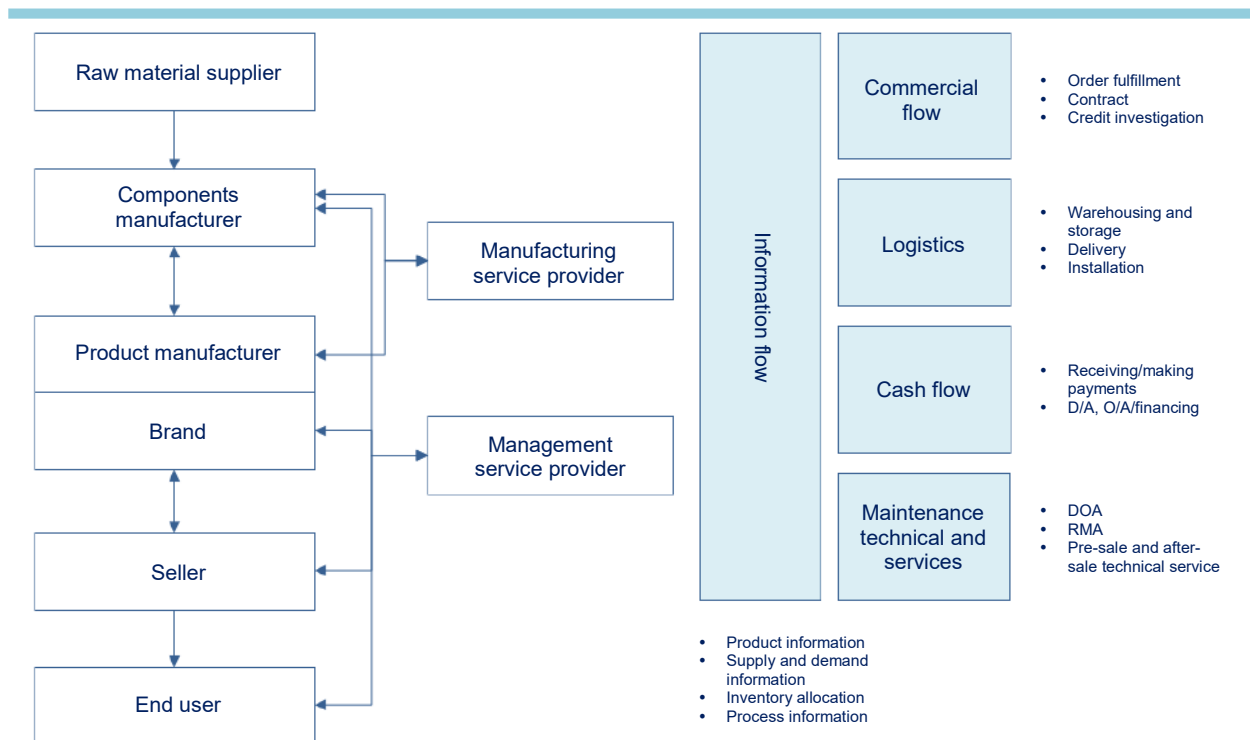 Raw material supplier
Components
manufacturer
Product manufacturer
Brand
Seller
End user
Manufacturing
service provider
Management
service provider
Information flow
Commercial
flow
• Order fulfillment
• Contract
• Credit investigation
Logistics
• Warehousing and
storage
• Delivery
• Installation
Cash flow
• Receiving/making
payments
• D/A, O/A/financing
Maintenance
technical and
services
• DOA
• RMA
• Pre-sale and after-
sale technical service
• Product information
• Supply and demand
information
• Inventory allocation
• Process information